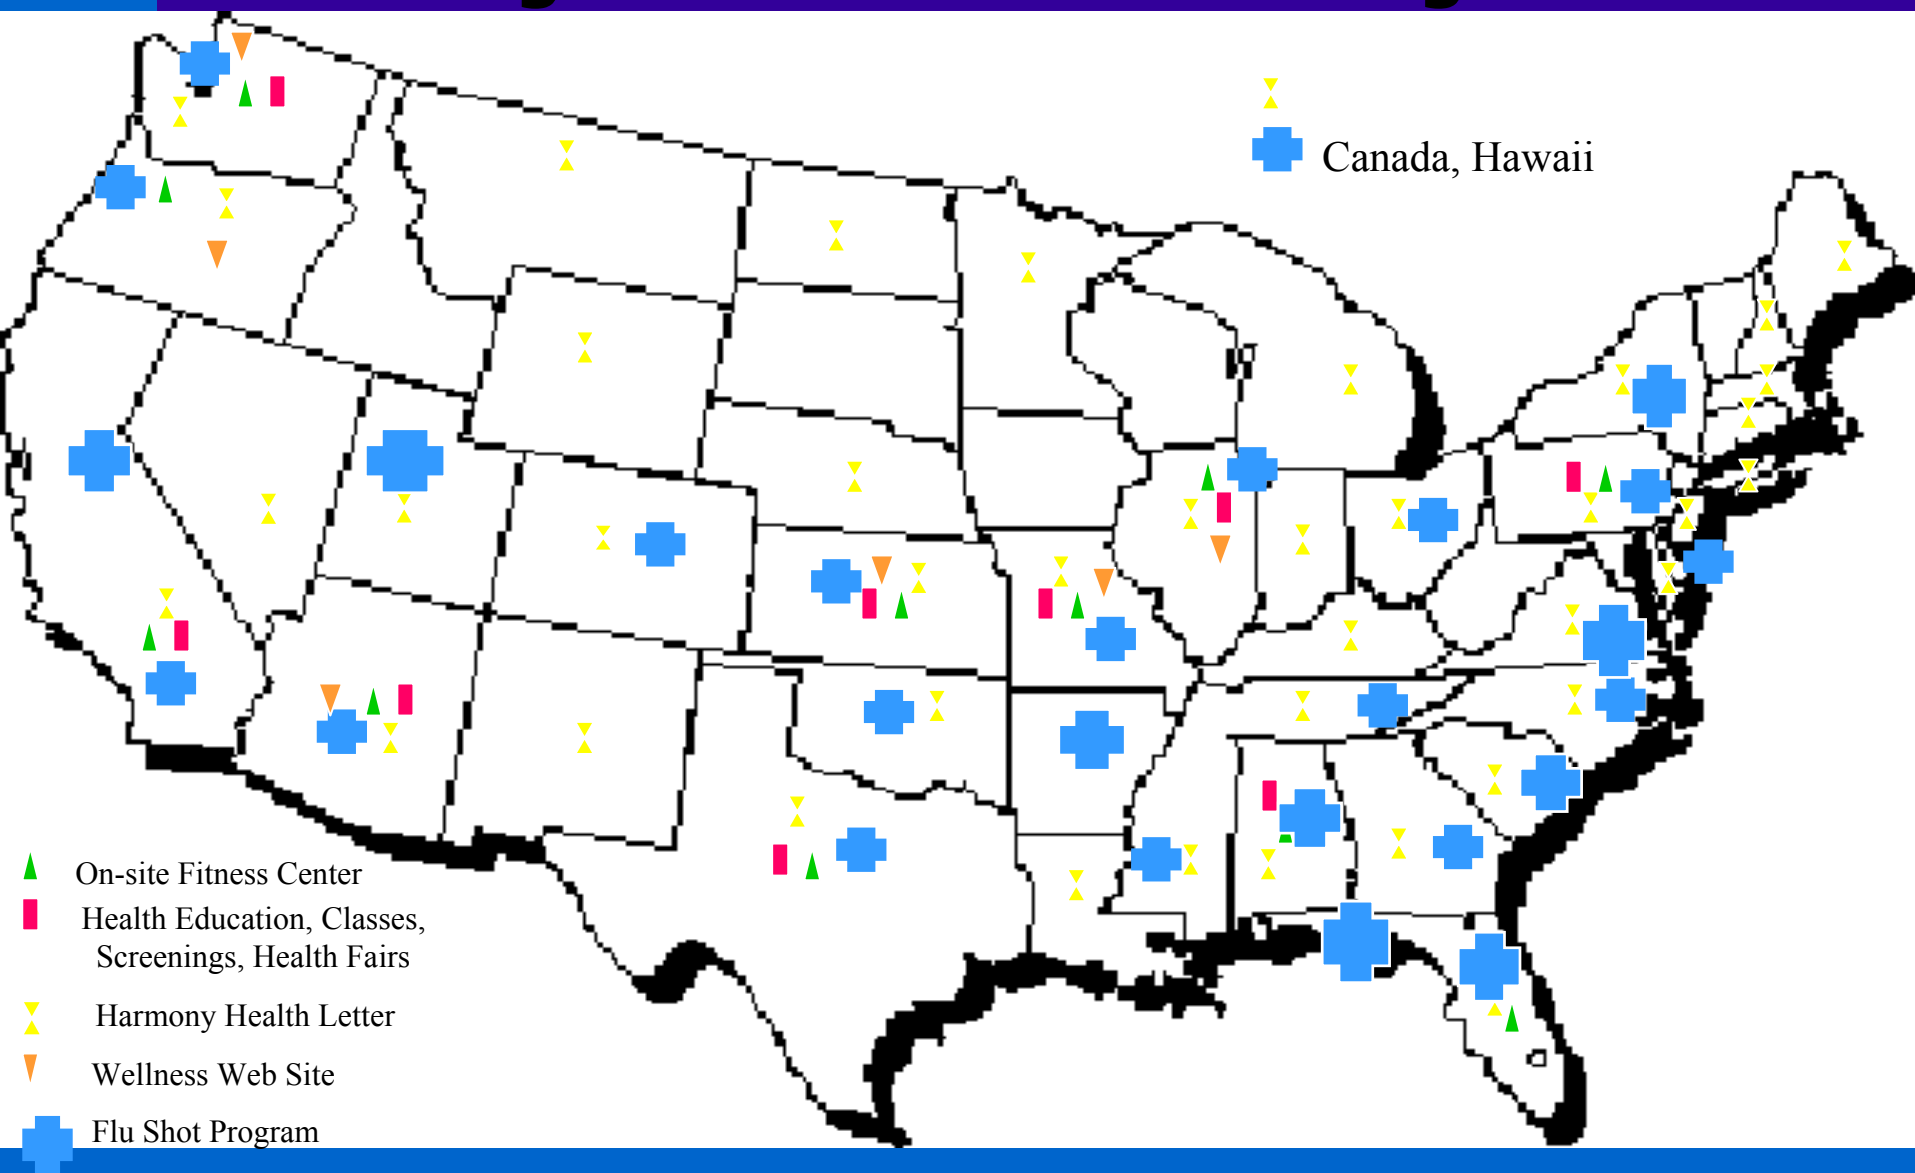 Canada, Hawaii
On-site Fitness Center
Health Education, Classes,
Screenings, Health Fairs
Harmony Health Letter
Wellness Web Site
Flu Shot Program